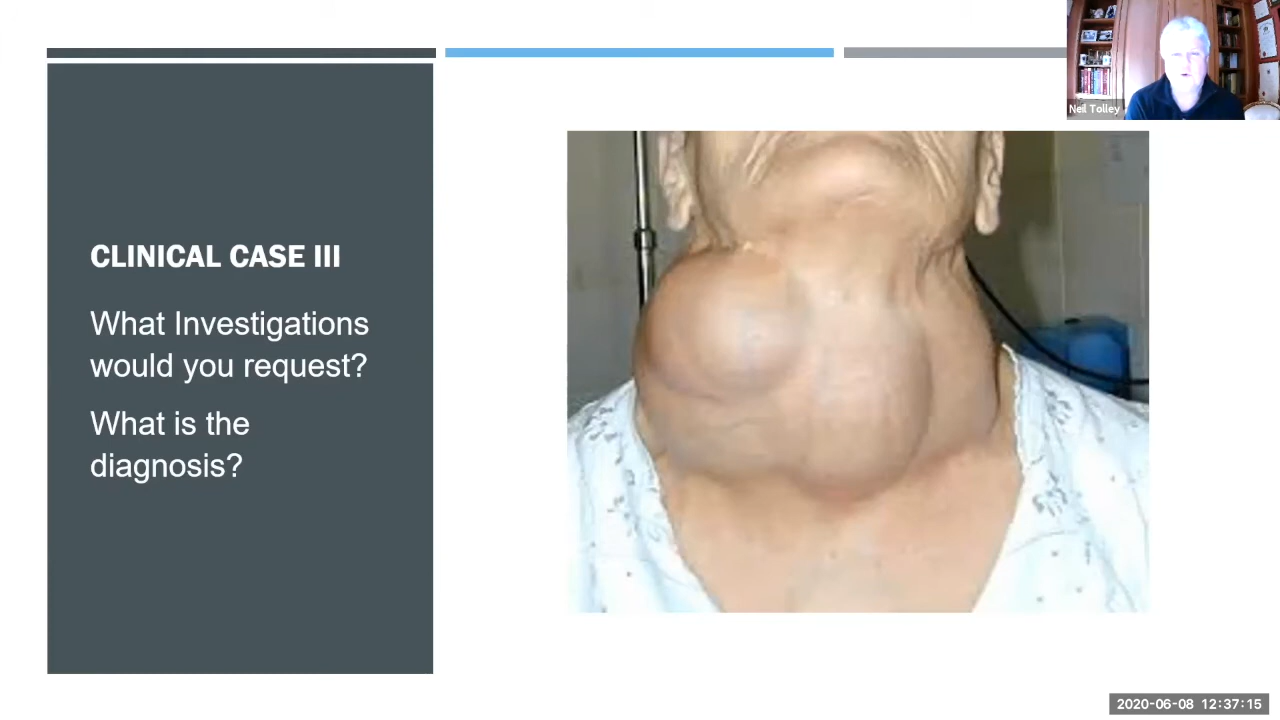 Neil Tolley
CLINICAL CASE III
What Investigations
would you request?
What is the
diagnosis?
2020-06-08 12:37:15